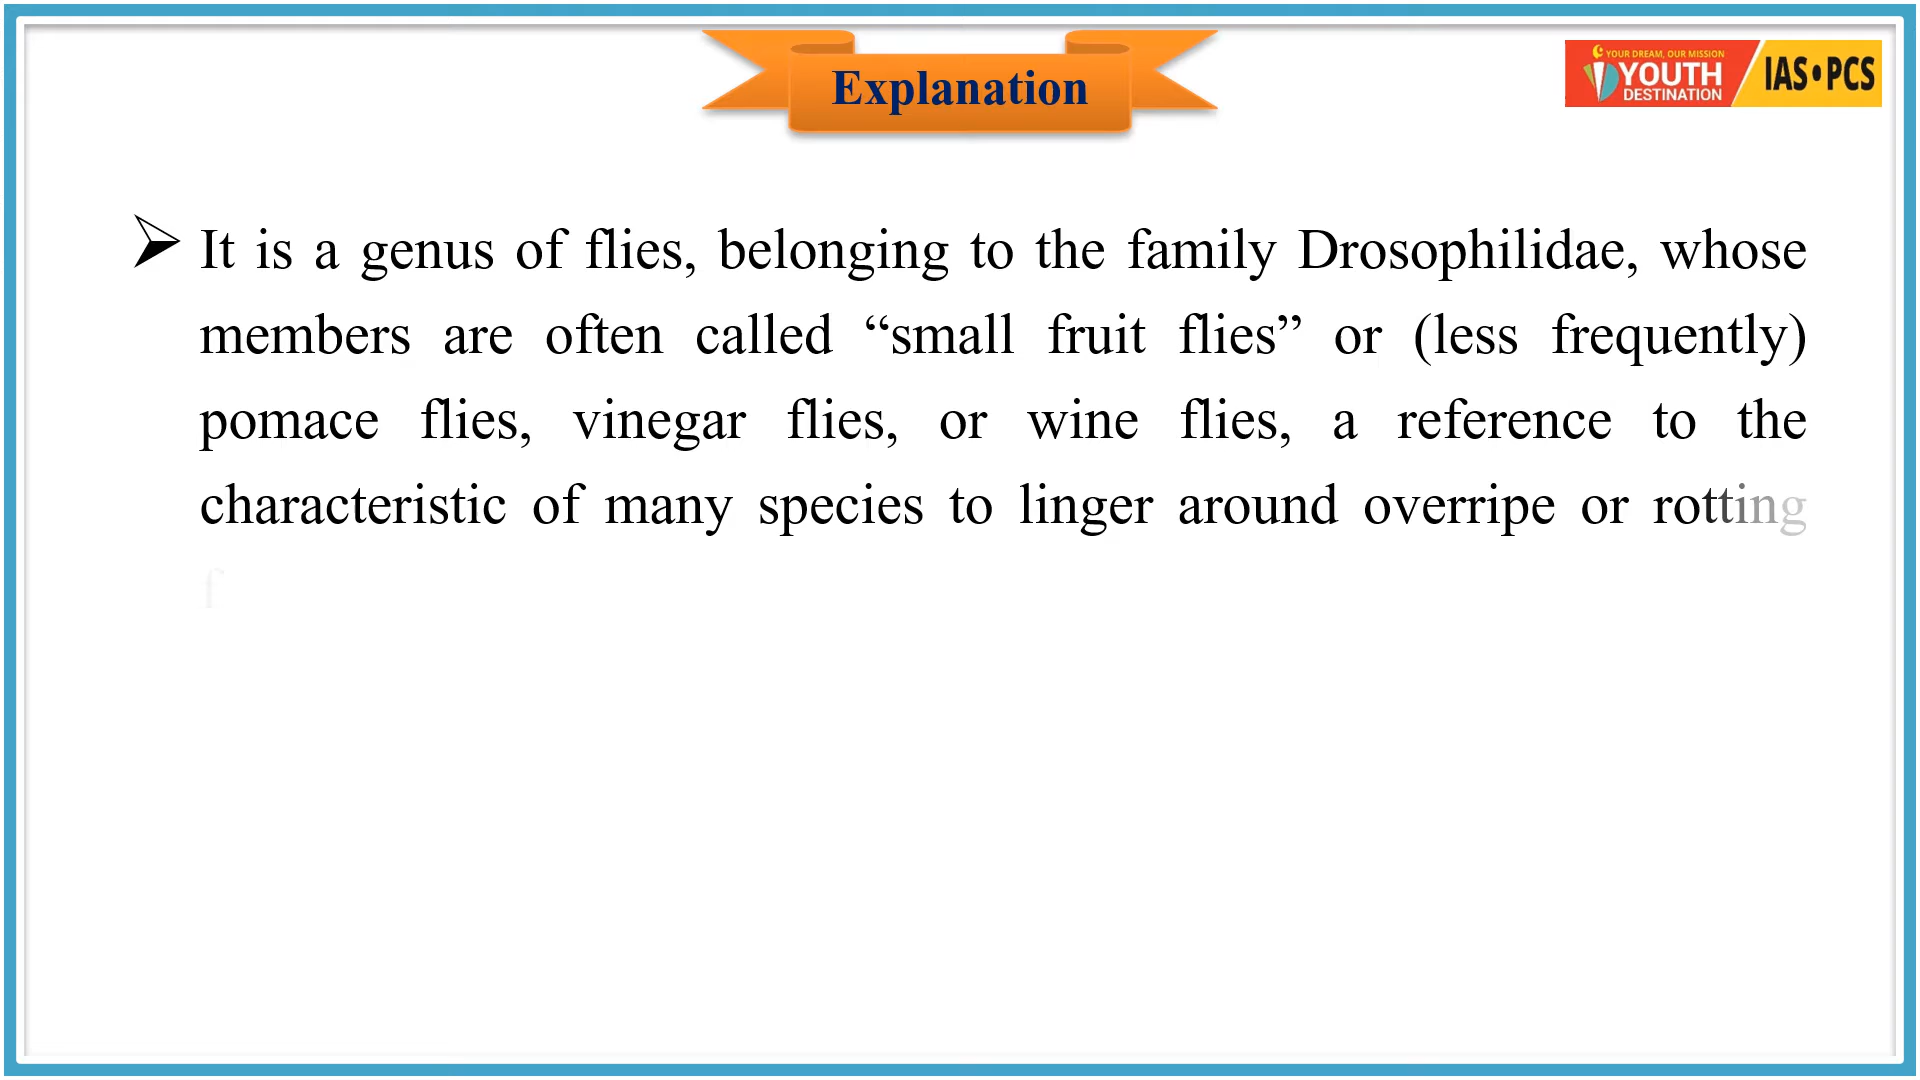 Explanation
YOUR DREAM, OUR MISSION
YOUTH
DESTINATION
IAS•PCS
It is a genus of flies, belonging to the family Drosophilidae, whose
members are often called “small fruit flies” or (less frequently)
pomace flies, vinegar flies, or wine flies, a reference to the
characteristic of many species to linger around overripe or rotting
f